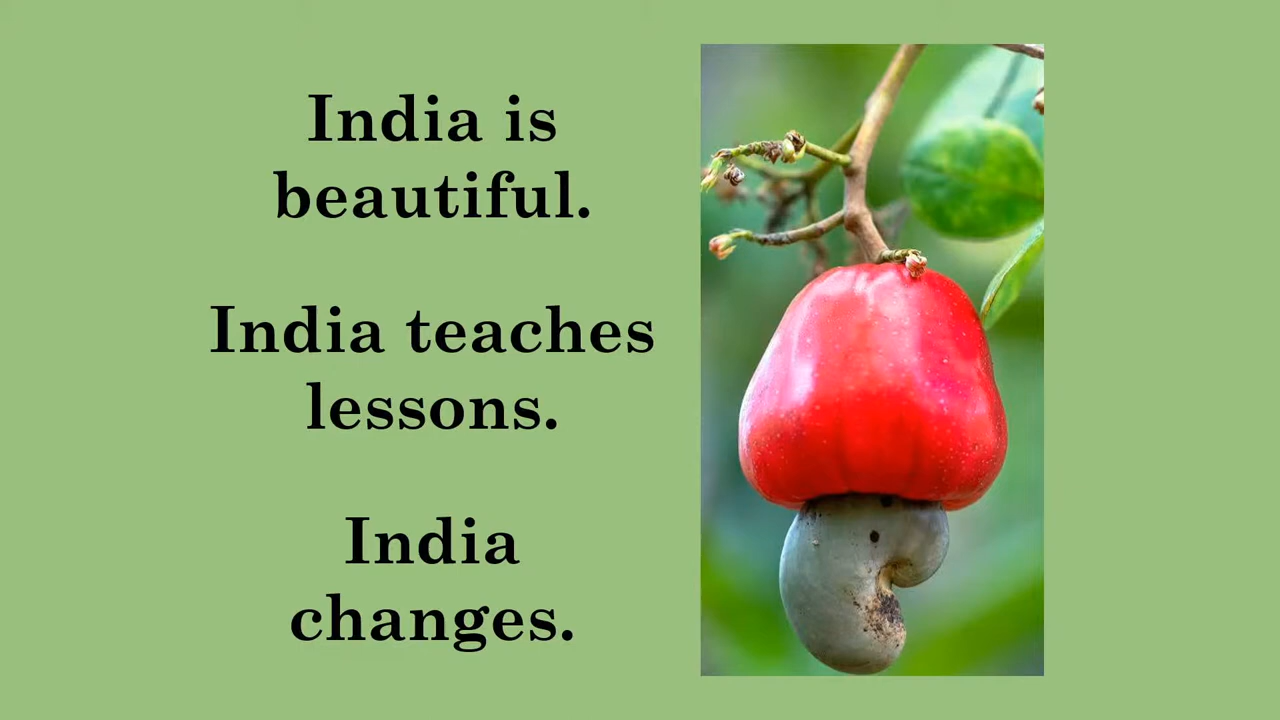 India is
beautiful.
India teaches
lessons.
India
changes.